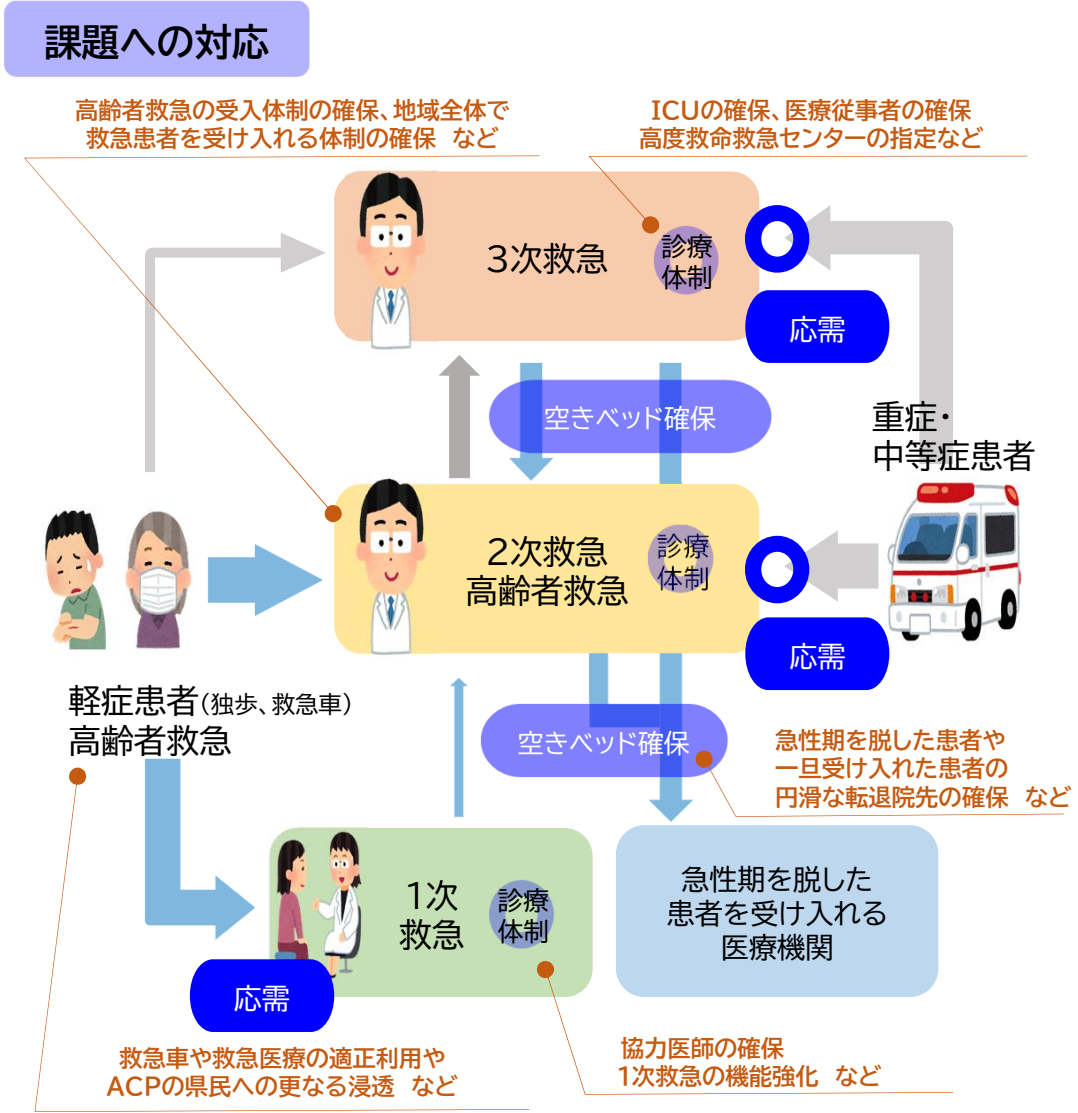 課題への対応
高齢者救急の受入体制の確保、地域全体で
救急患者を受け入れる体制の確保 など
ICUの確保、医療従事者の確保
高度救命救急センターの指定など
3次救急
診療
体制
応需
空きベッド確保
重症・
中等症患者
2次救急
高齢者救急
診療
体制
応需
軽症患者(独歩、救急車)
高齢者救急
空きベッド確保
急性期を脱した患者や
一旦受け入れた患者の
円滑な転退院先の確保 など
1次
救急
診療
体制
応需
急性期を脱した
患者を受け入れる
医療機関
救急車や救急医療の適正利用や
ACPの県民への更なる浸透 など
協力医師の確保
1次救急の機能強化 など